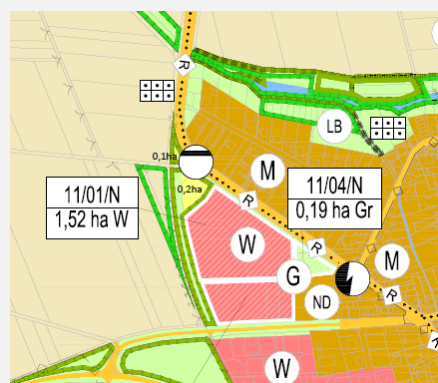 R
LB
0,1ha
M
11/01/N
1,52 ha W
0,2ha
11/04/N
0,19 ha Gr
R
W
R
M
G
R
ND
R
W